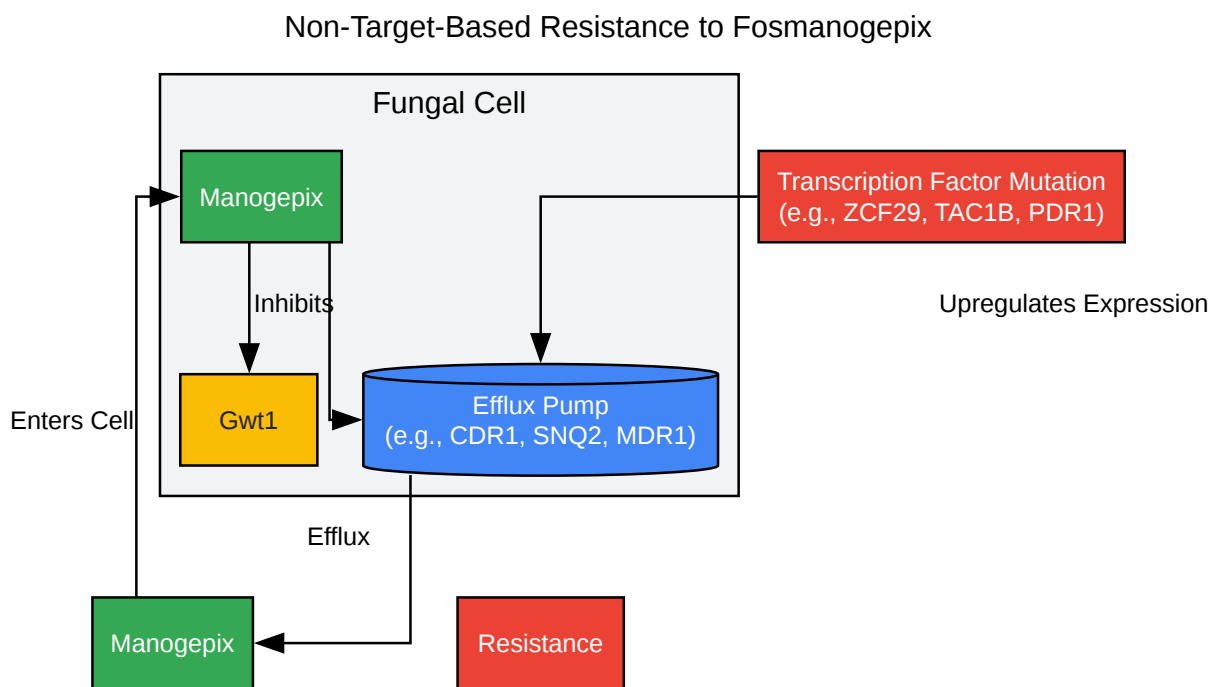 Non-Target-Based Resistance to Fosmanogepix
Fungal Cell
Manogepix
Transcription Factor Mutation
(e.g., ZCF29, TAC1B, PDR1)
Inhibits
Upregulates Expression
Gwt1
Efflux Pump
(e.g., CDR1, SNQ2, MDR1)
Enters Cell
Efflux
Manogepix
Resistance